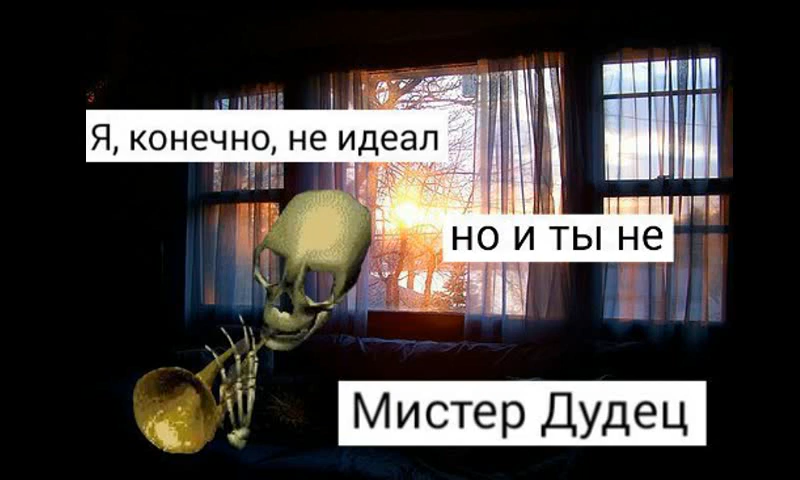 Я, конечно, не идеал
но и ты не
Мистер Дудец